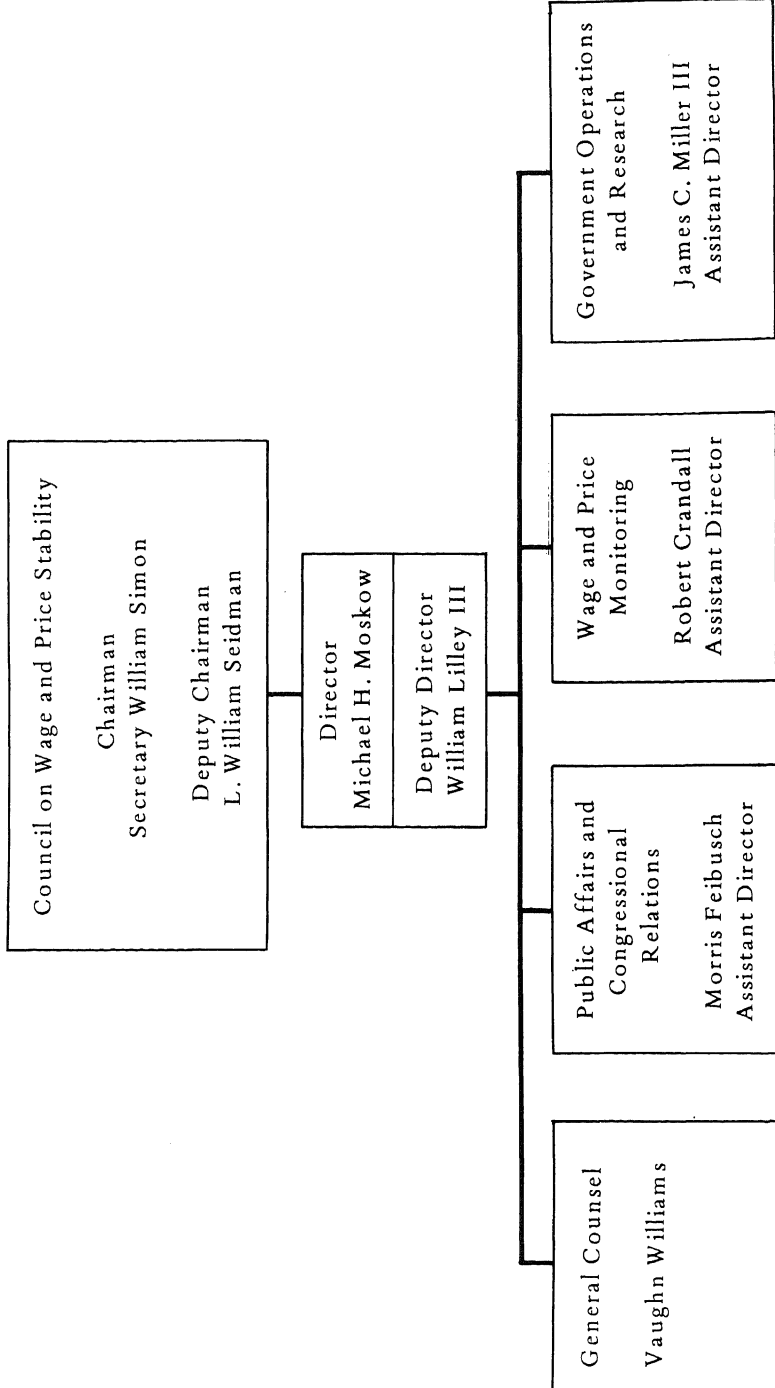 Council on Wage and Price Stability
Chairman
Secretary William Simon
Deputy Chairman
L. William Seidman
Director
Michael H. Moskow
Deputy Director
William Lilley III
General Counsel
Vaughn Williams
Public Affairs and
Congressional
Relations
Morris Feibusch
Assistant Director
Wage and Price
Monitoring
Robert Crandall
Assistant Director
Government Operations
and Research
James C. Miller III
Assistant Director